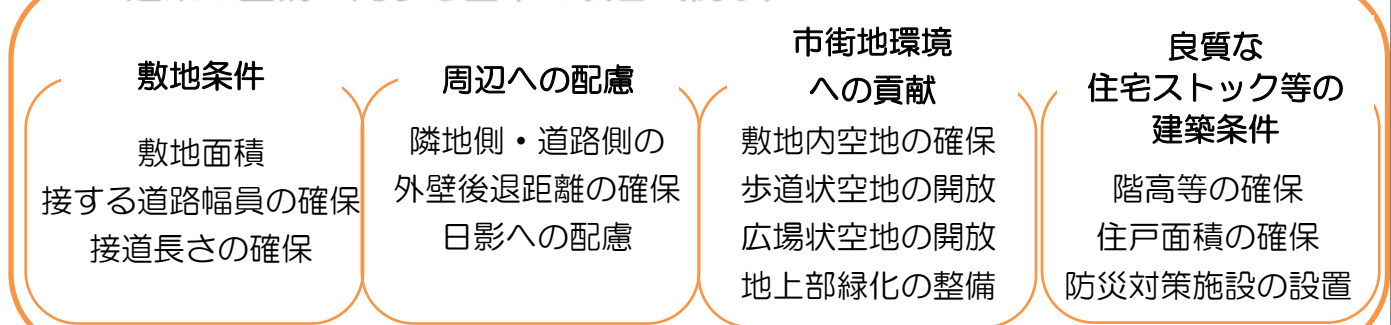 敷地条件
敷地面積
接する道路幅員の確保
接道長さの確保
周辺への配慮
隣地側・道路側の
外壁後退距離の確保
日影への配慮
市街地環境
への貢献
敷地内空地の確保
歩道状空地の開放
広場状空地の開放
地上部緑化の整備
良質な
住宅ストック等の
建築条件
階高等の確保
住戸面積の確保
防災対策施設の設置